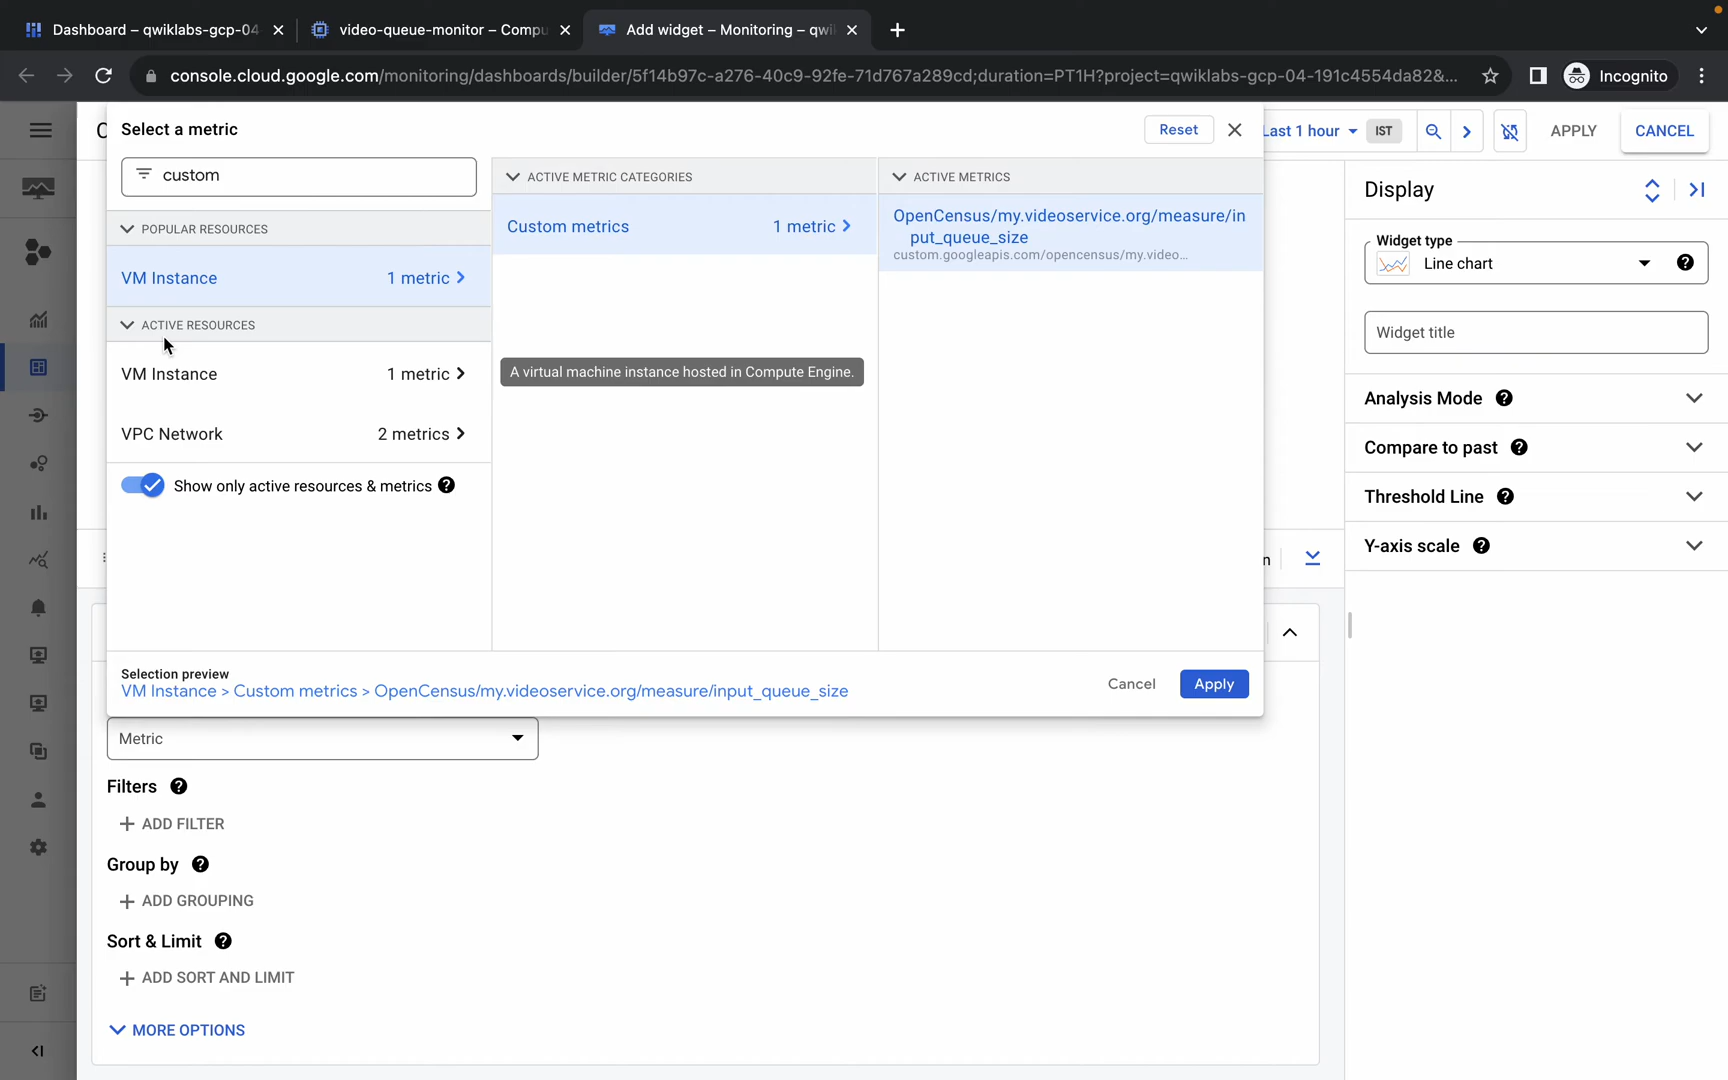 Dashboard – qwiklabs-gcp-04
video-queue-monitor – Compu
Add widget – Monitoring – qwi
console.cloud.google.com/monitoring/dashboards/builder/5f14b97c-a276-40c9-92fe-71d767a289cd;duration=PT1H?project=qwiklabs-gcp-04-191c4554da82&...
Incognito
Select a metric
Reset
Last 1 hour
IST
APPLY
CANCEL
custom
ACTIVE METRIC CATEGORIES
ACTIVE METRICS
Display
POPULAR RESOURCES
Custom metrics
1 metric
OpenCensus/my.videoservice.org/measure/in
put_queue_size
custom.googleapis.com/opencensus/my.video...
Widget type
Line chart
VM Instance
1 metric
ACTIVE RESOURCES
Widget title
VM Instance
1 metric
A virtual machine instance hosted in Compute Engine.
Analysis Mode
VPC Network
2 metrics
Compare to past
Show only active resources & metrics
Threshold Line
Y-axis scale
n
Selection preview
VM Instance > Custom metrics > OpenCensus/my.videoservice.org/measure/input_queue_size
Cancel
Apply
Metric
Filters
ADD FILTER
Group by
ADD GROUPING
Sort & Limit
ADD SORT AND LIMIT
MORE OPTIONS